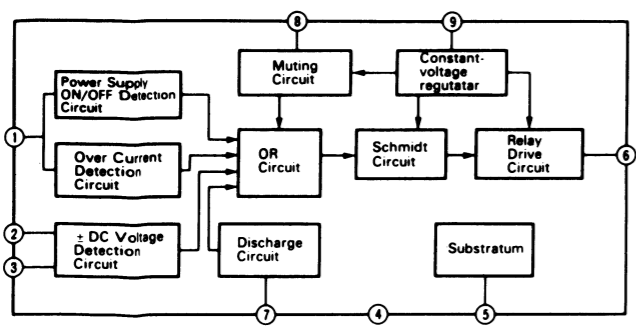 8
9
Muting
Circuit
Constant-
voltage
regutatar
Power Supply
ON/OFF Detection
Circuit
1
Over Current
Detection
Circuit
OR
Circuit
Schmidt
Circuit
Relay
Drive
Circuit
6
2
3
± DC Voltage
Detection
Circuit
Discharge
Circuit
Substratum
7
4
5